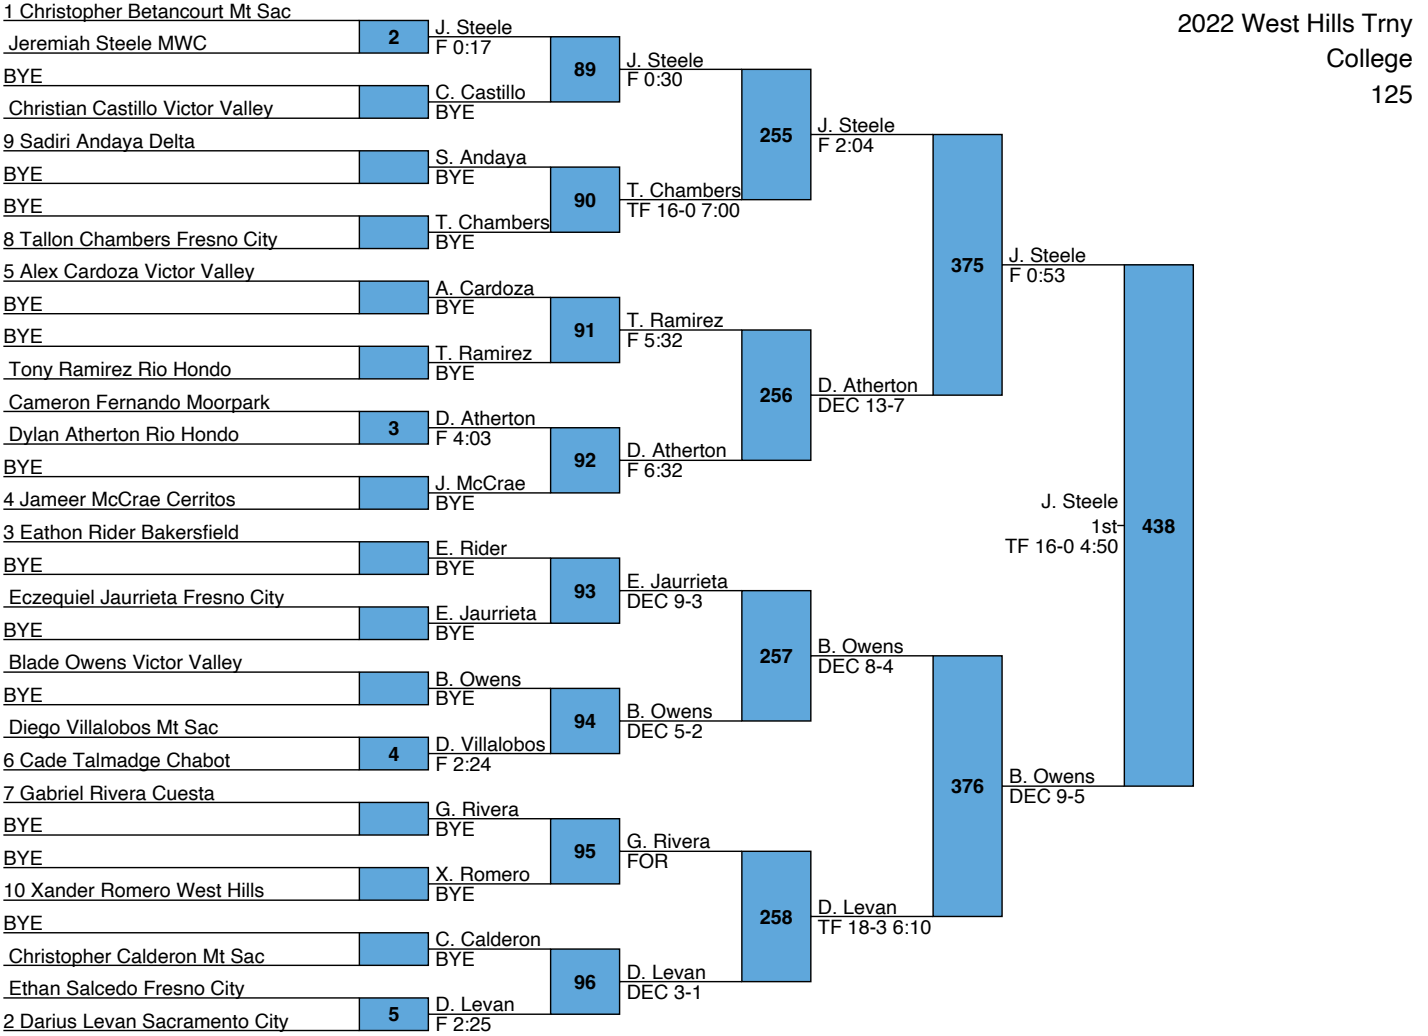 2022 West Hills Trny
College
125
1 Christopher Betancourt Mt Sac
Jeremiah Steele MWC
BYE
Christian Castillo Victor Valley
9 Sadiri Andaya Delta
BYE
BYE
8 Tallon Chambers Fresno City
5 Alex Cardoza Victor Valley
BYE
BYE
Tony Ramirez Rio Hondo
Cameron Fernando Moorpark
Dylan Atherton Rio Hondo
BYE
4 Jameer McCrae Cerritos
3 Eathon Rider Bakersfield
BYE
Eczequiel Jaurrieta Fresno City
BYE
Blade Owens Victor Valley
BYE
Diego Villalobos Mt Sac
6 Cade Talmadge Chabot
7 Gabriel Rivera Cuesta
BYE
BYE
10 Xander Romero West Hills
BYE
Christopher Calderon Mt Sac
Ethan Salcedo Fresno City
2 Darius Levan Sacramento City
2
3
4
5
J. Steele
F 0:17
C. Castillo
BYE
S. Andaya
BYE
T. Chambers
BYE
A. Cardoza
BYE
T. Ramirez
BYE
D. Atherton
F 4:03
J. McCrae
BYE
E. Rider
BYE
E. Jaurrieta
BYE
B. Owens
BYE
D. Villalobos
F 2:24
G. Rivera
BYE
X. Romero
BYE
C. Calderon
BYE
D. Levan
F 2:25
89
90
91
92
93
94
95
96
J. Steele
F 0:30
T. Chambers
TF 16-0 7:00
T. Ramirez
F 5:32
D. Atherton
F 6:32
E. Jaurrieta
DEC 9-3
B. Owens
DEC 5-2
G. Rivera
FOR
D. Levan
DEC 3-1
255
256
257
258
J. Steele
F 2:04
D. Atherton
DEC 13-7
B. Owens
DEC 8-4
D. Levan
TF 18-3 6:10
375
376
J. Steele
F 0:53
B. Owens
DEC 9-5
438
J. Steele
1st
TF 16-0 4:50